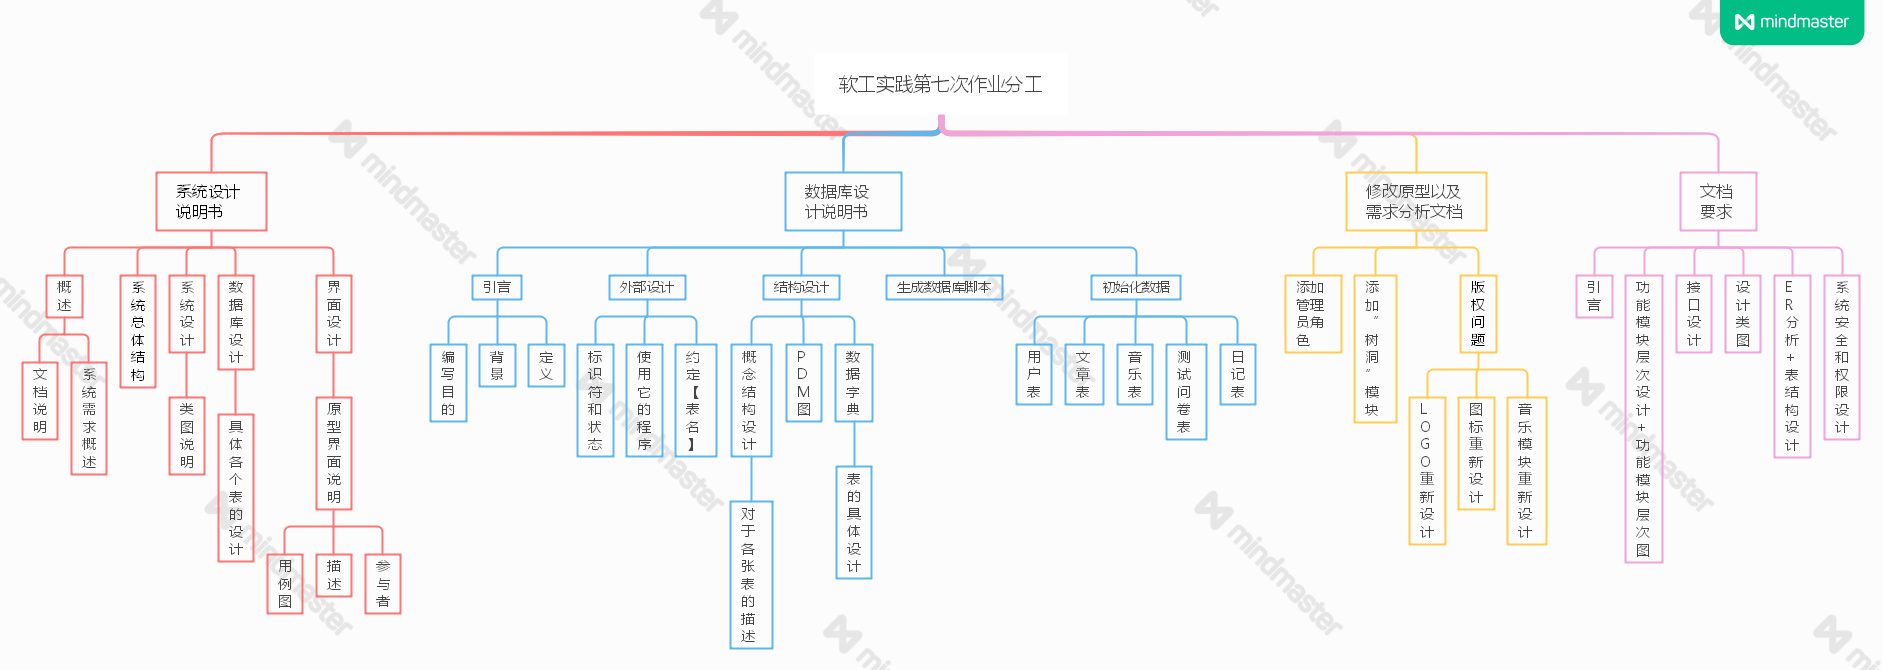 mindmaster
软工实践第七次作业分工
系统设计
说明书
数据库设
计说明书
修改原型以及
需求分析文档
文档
要求
概述
系统总体结构
系统设计
数据库设计
界面设计
引言
外部设计
结构设计
生成数据库脚本
初始化数据
添加
管理
员角
色
添加”树洞”模块
版权问题
引言
功能模块层次设计+功能模块层次图
接口设计
设计类图
ER分析+表结构设计
系统安全和权限设计
文档说明
系统需求概述
类图说明
具体各个表的设计
原型界面说明
用例图
描述
参与者
编写目的
背景
定义
标识符和状态
使用它的程序
约定【表名】
概念结构设计
PDM图
数据字典
对于各张表的描述
表的具体设计
用户表
文章表
音乐表
测试问卷表
日记表
LOGO重新设计
图标重新设计
音乐模块重新设计